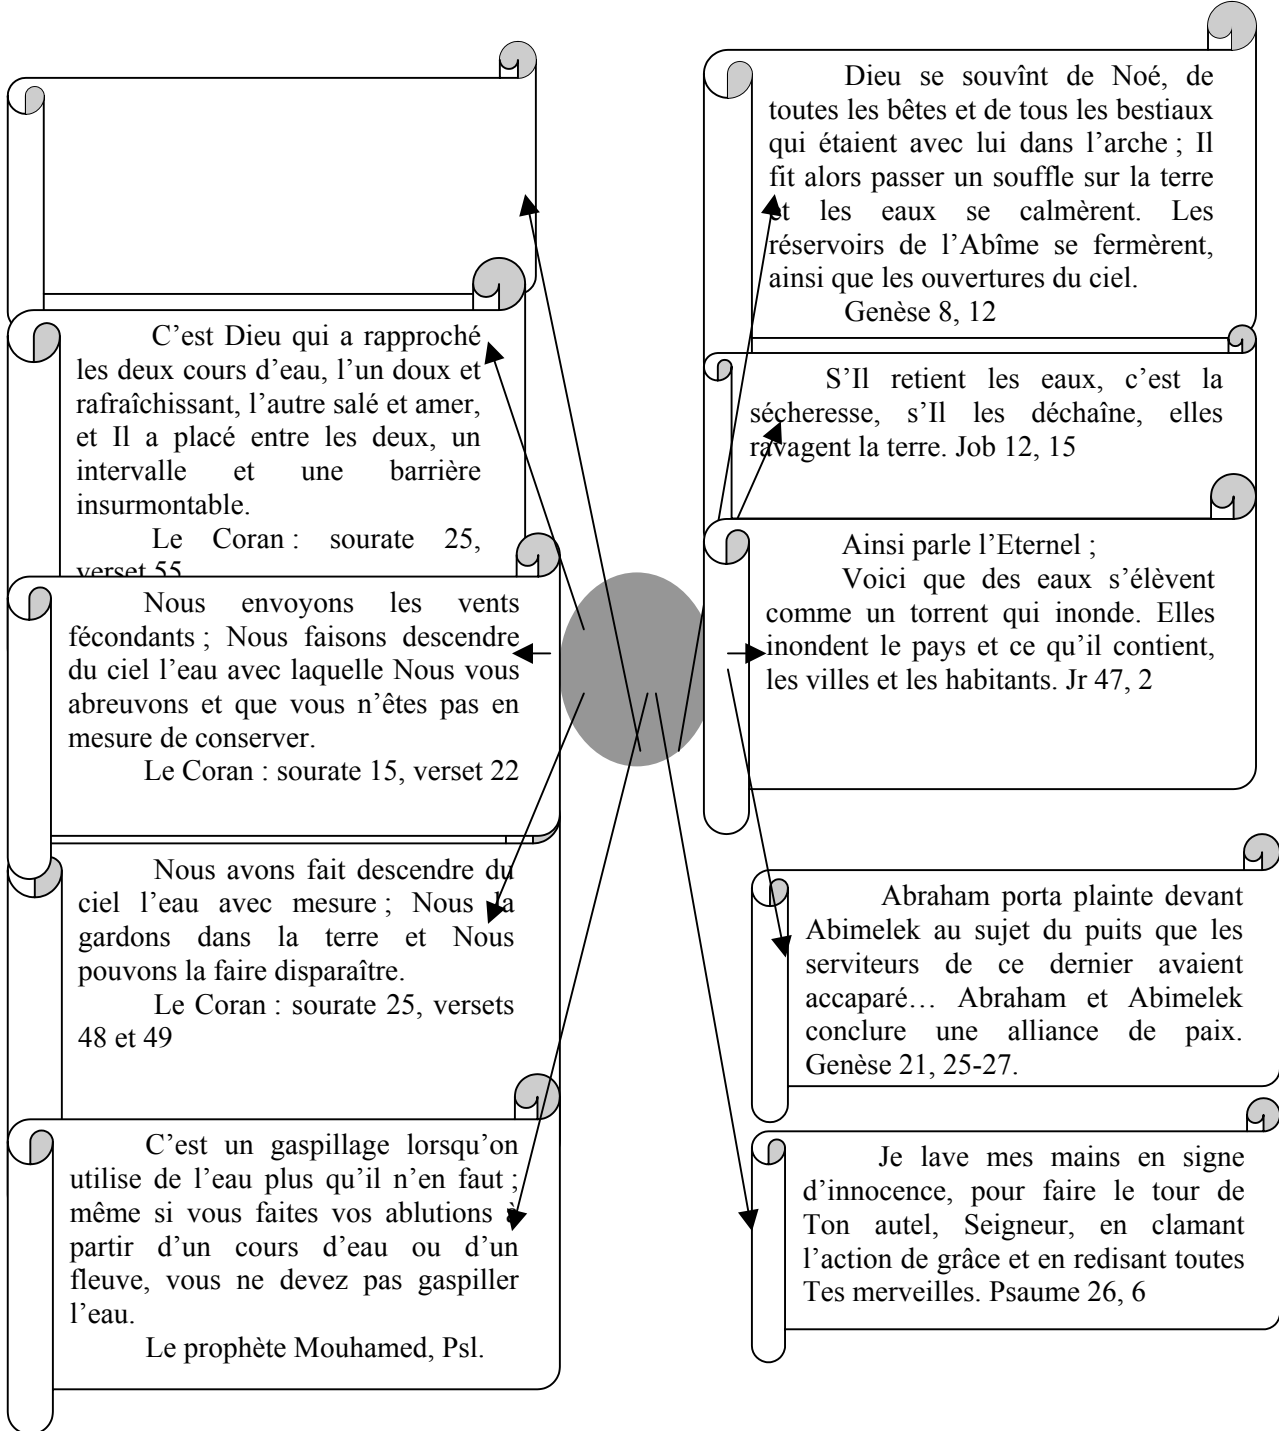 C’est Dieu qui a rapproché
les deux cours d’eau, l’un doux et
rafraîchissant, l’autre salé et amer,
et Il a placé entre les deux, un
intervalle et une barrière
insurmontable.
Le Coran : sourate 25,
verset 55
Nous envoyons les vents
fécondants ; Nous faisons descendre
du ciel l’eau avec laquelle Nous vous
abreuvons et que vous n’êtes pas en
mesure de conserver.
Le Coran : sourate 15, verset 22
Nous avons fait descendre du
ciel l’eau avec mesure ; Nous la
gardons dans la terre et Nous
pouvons la faire disparaître.
Le Coran : sourate 25, versets
48 et 49
C’est un gaspillage lorsqu’on
utilise de l’eau plus qu’il n’en faut ;
même si vous faites vos ablutions à
partir d’un cours d’eau ou d’un
fleuve, vous ne devez pas gaspiller
l’eau.
Le prophète Mouhamed, Psl.
Dieu se souvînt de Noé, de
toutes les bêtes et de tous les bestiaux
qui étaient avec lui dans l’arche ; Il
fit alors passer un souffle sur la terre
et les eaux se calmèrent. Les
réservoirs de l’Abîme se fermèrent,
ainsi que les ouvertures du ciel.
Genèse 8, 12
S’Il retient les eaux, c’est la
sécheresse, s’Il les déchaîne, elles
ravagent la terre. Job 12, 15
Ainsi parle l’Eternel ;
Voici que des eaux s’élèvent
comme un torrent qui inonde. Elles
inondent le pays et ce qu’il contient,
les villes et les habitants. Jr 47, 2
Abraham porta plainte devant
Abimelek au sujet du puits que les
serviteurs de ce dernier avaient
accaparé… Abraham et Abimelek
conclure une alliance de paix.
Genèse 21, 25-27.
Je lave mes mains en signe
d’innocence, pour faire le tour de
Ton autel, Seigneur, en clamant
l’action de grâce et en redisant toutes
Tes merveilles. Psaume 26, 6